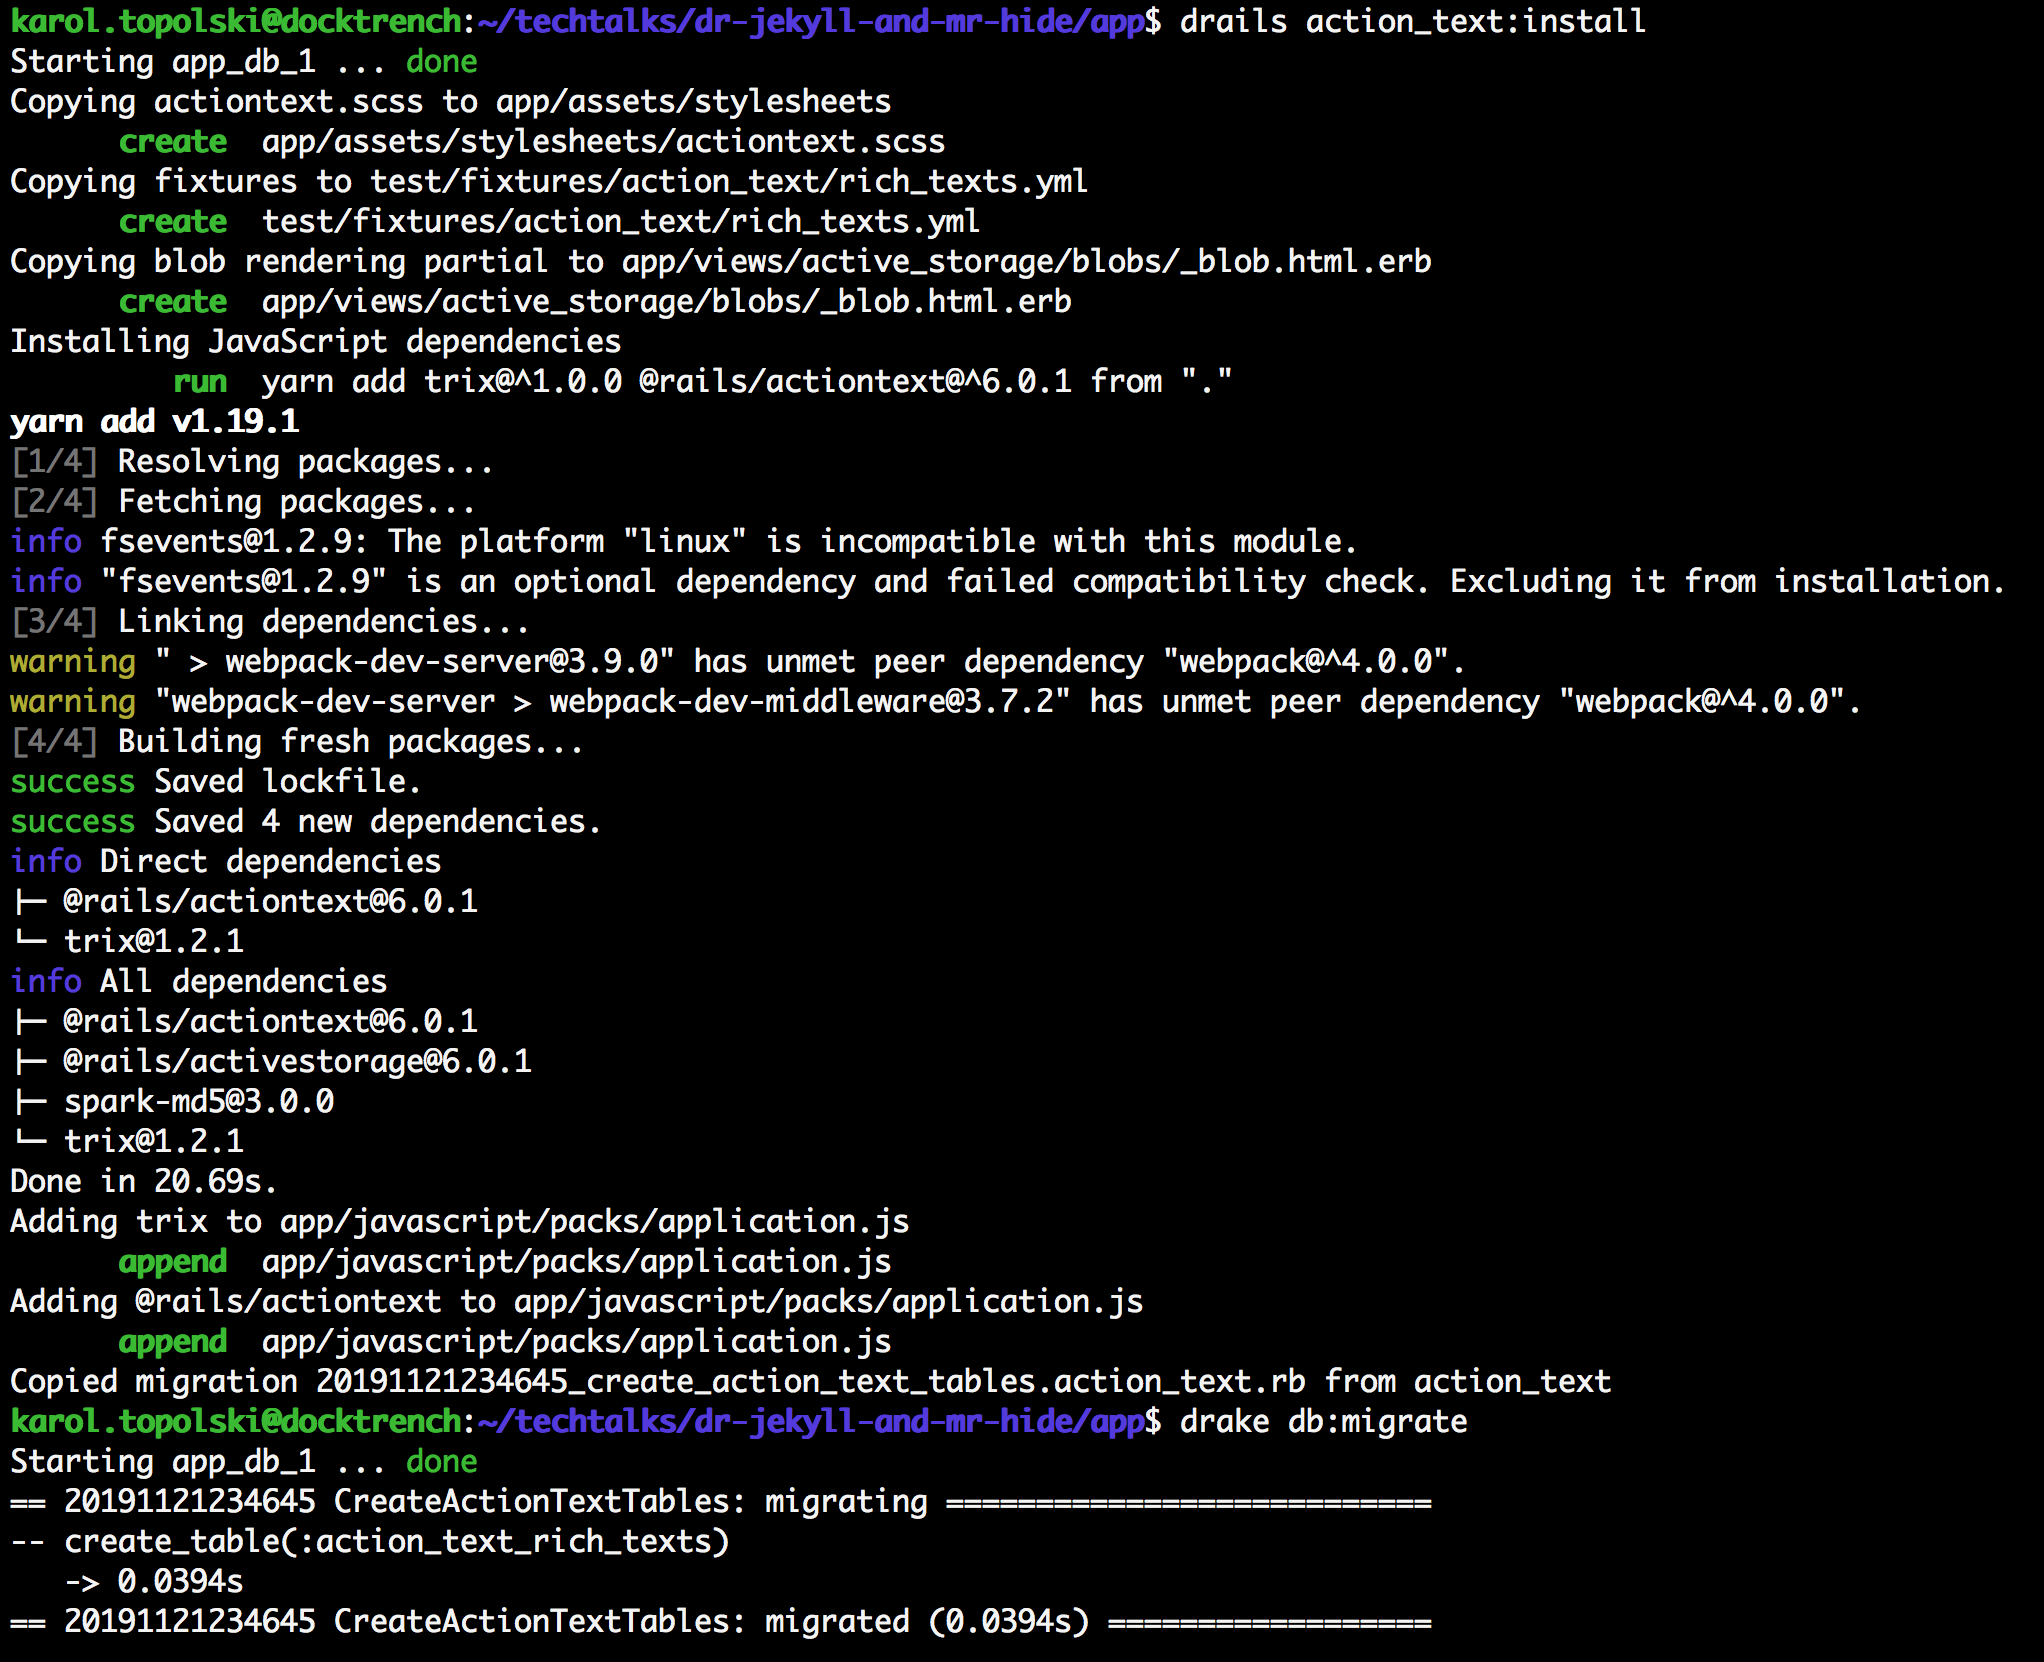 karol.topolski@docktrench:~/techtalks/dr-jekyll-and-mr-hide/app$ drails action_text:install
Starting app_db_1 ... done
Copying actiontext.scss to app/assets/stylesheets
      create  app/assets/stylesheets/actiontext.scss
Copying fixtures to test/fixtures/action_text/rich_texts.yml
      create  test/fixtures/action_text/rich_texts.yml
Copying blob rendering partial to app/views/active_storage/blobs/_blob.html.erb
      create  app/views/active_storage/blobs/_blob.html.erb
Installing JavaScript dependencies
         run  yarn add trix@^1.0.0 @rails/actiontext@^6.0.1 from "."
yarn add v1.19.1
[1/4] Resolving packages...
[2/4] Fetching packages...
info fsevents@1.2.9: The platform "linux" is incompatible with this module.
info "fsevents@1.2.9" is an optional dependency and failed compatibility check. Excluding it from installation.
[3/4] Linking dependencies...
warning " > webpack-dev-server@3.9.0" has unmet peer dependency "webpack@^4.0.0".
warning "webpack-dev-server > webpack-dev-middleware@3.7.2" has unmet peer dependency "webpack@^4.0.0".
[4/4] Building fresh packages...
success Saved lockfile.
success Saved 4 new dependencies.
info Direct dependencies
├─ @rails/actiontext@6.0.1
└─ trix@1.2.1
info All dependencies
├─ @rails/actiontext@6.0.1
├─ @rails/activestorage@6.0.1
├─ spark-md5@3.0.0
└─ trix@1.2.1
Done in 20.69s.
Adding trix to app/javascript/packs/application.js
      append  app/javascript/packs/application.js
Adding @rails/actiontext to app/javascript/packs/application.js
      append  app/javascript/packs/application.js
Copied migration 20191121234645_create_action_text_tables.action_text.rb from action_text
karol.topolski@docktrench:~/techtalks/dr-jekyll-and-mr-hide/app$ drake db:migrate
Starting app_db_1 ... done
== 20191121234645 CreateActionTextTables: migrating ===========================
-- create_table(:action_text_rich_texts)
   -> 0.0394s
== 20191121234645 CreateActionTextTables: migrated (0.0394s) ==================